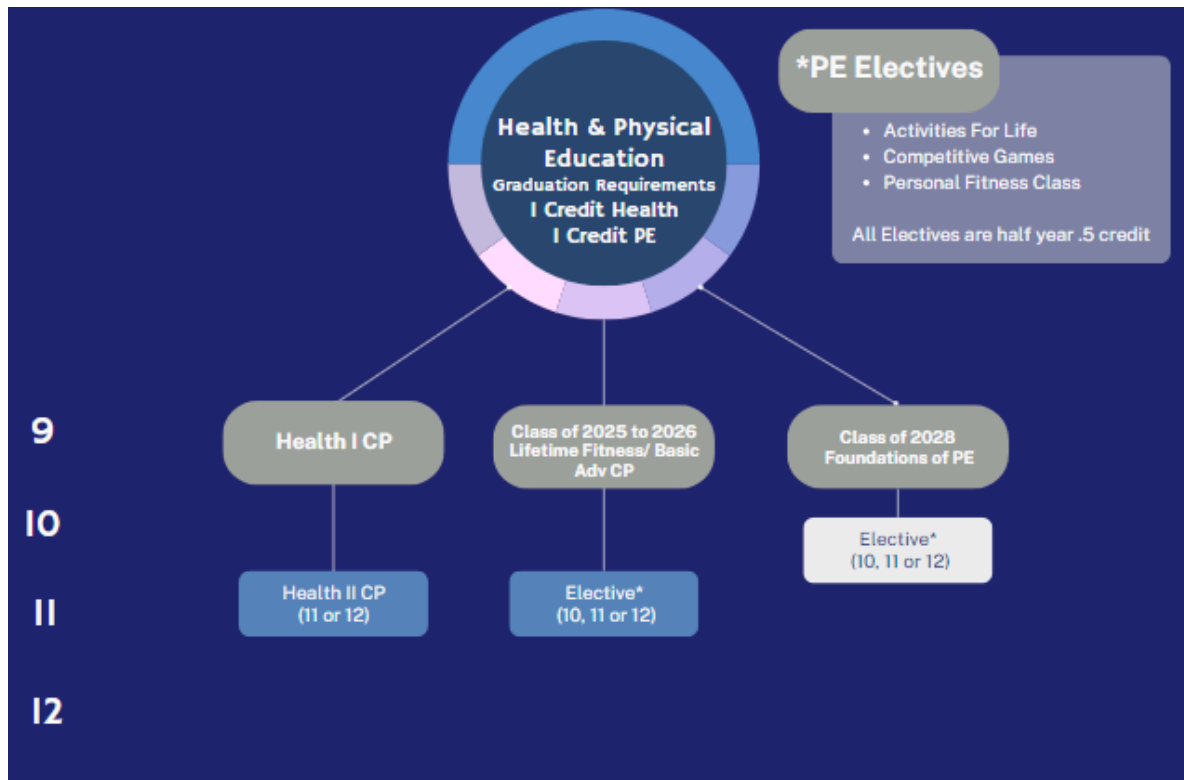 Health & Physical
Education
Graduation Requirements
1 Credit Health
1 Credit PE
*PE Electives
• Activities For Life
• Competitive Games
• Personal Fitness Class
All Electives are half year .5 credit
9
Health I CP
Class of 2025 to 2026
Lifetime Fitness/ Basic
Adv CP
Class of 2028
Foundations of PE
10
Elective*
(10, 11 or 12)
11
Health II CP
(11 or 12)
Elective*
(10, 11 or 12)
12